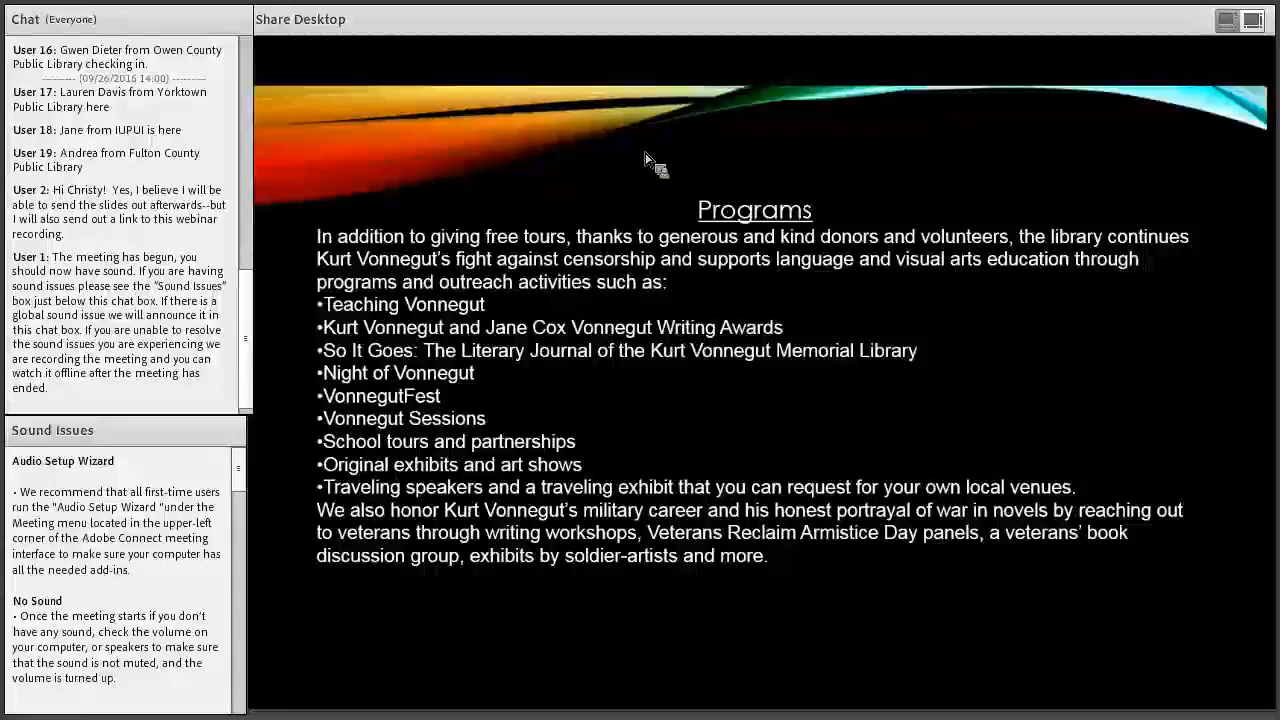 Chat (Everyone)
User 16: Gwen Dieter from Owen County
Public Library checking in.
---------- (09/26/2016 14:00) ----------
User 17: Lauren Davis from Yorktown
Public Library here
User 18: Jane from IUPUI is here
User 19: Andrea from Fulton County
Public Library
User 2: Hi Christy! Yes, I believe I will be
able to send the slides out afterwards--but
I will also send out a link to this webinar
recording.
User 1: The meeting has begun, you
should now have sound. If you are having
sound issues please see the "Sound Issues"
box just below this chat box. If there is a
global sound issue we will announce it in
this chat box. If you are unable to resolve
the sound issues you are experiencing we
are recording the meeting and you can
watch it offline after the meeting has
ended.
Sound Issues
Audio Setup Wizard
• We recommend that all first-time users
run the "Audio Setup Wizard "under the
Meeting menu located in the upper-left
corner of the Adobe Connect meeting
interface to make sure your computer has
all the needed add-ins.
No Sound
• Once the meeting starts if you don't
have any sound, check the volume on
your computer, or speakers to make sure
that the sound is not muted, and the
volume is turned up.
Share Desktop
Programs
In addition to giving free tours, thanks to generous and kind donors and volunteers, the library continues
Kurt Vonnegut's fight against censorship and supports language and visual arts education through
programs and outreach activities such as:
•Teaching Vonnegut
•Kurt Vonnegut and Jane Cox Vonnegut Writing Awards
•So It Goes: The Literary Journal of the Kurt Vonnegut Memorial Library
•Night of Vonnegut
•VonnegutFest
•Vonnegut Sessions
•School tours and partnerships
•Original exhibits and art shows
•Traveling speakers and a traveling exhibit that you can request for your own local venues.
We also honor Kurt Vonnegut's military career and his honest portrayal of war in novels by reaching out
to veterans through writing workshops, Veterans Reclaim Armistice Day panels, a veterans' book
discussion group, exhibits by soldier-artists and more.